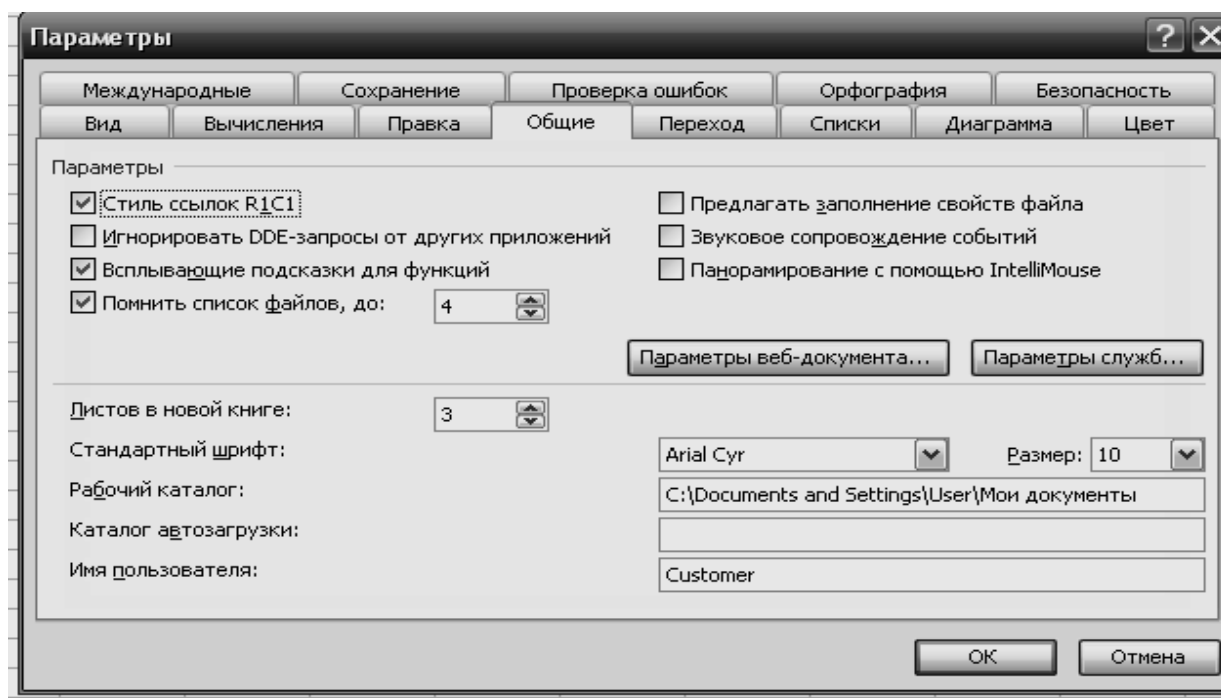 Параметры
Международные Сохранение Проверка ошибок Орфография Безопасность
Вид Вычисления Правка Общие Переход Списки Диаграмма Цвет
Параметры
Стиль ссылок R1C1 Предлагать заполнение свойств файла
Игнорировать DDE-запросы от других приложений Звуковое сопровождение событий
Всплывающие подсказки для функций Панорамирование с помощью IntelliMouse
Помнить список файлов, до: 4
Параметры веб-документа... Параметры служб...
Листов в новой книге: 3
Стандартный шрифт: Arial Cyr Размер: 10
Рабочий каталог: C:\Documents and Settings\User\Мои документы
Каталог автозагрузки:
Имя пользователя: Customer
ОК Отмена